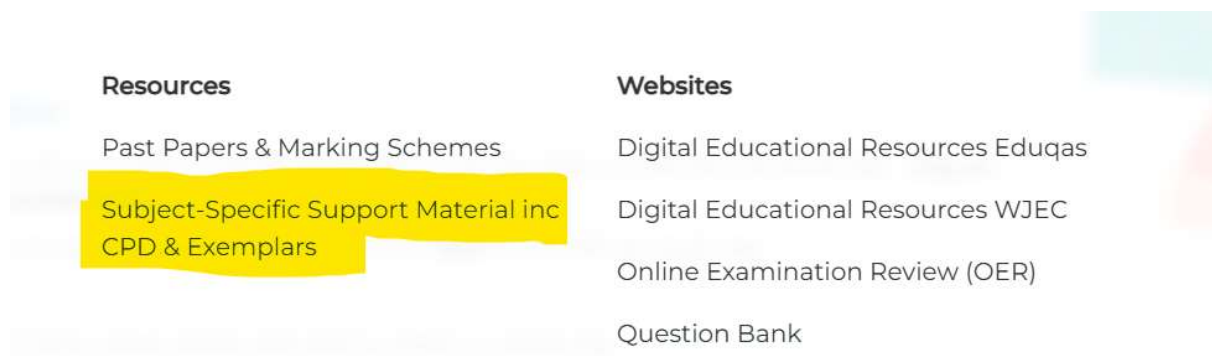 Resources
Past Papers & Marking Schemes
Subject-Specific Support Material inc
CPD & Exemplars
Websites
Digital Educational Resources Eduqas
Digital Educational Resources WJEC
Online Examination Review (OER)
Question Bank